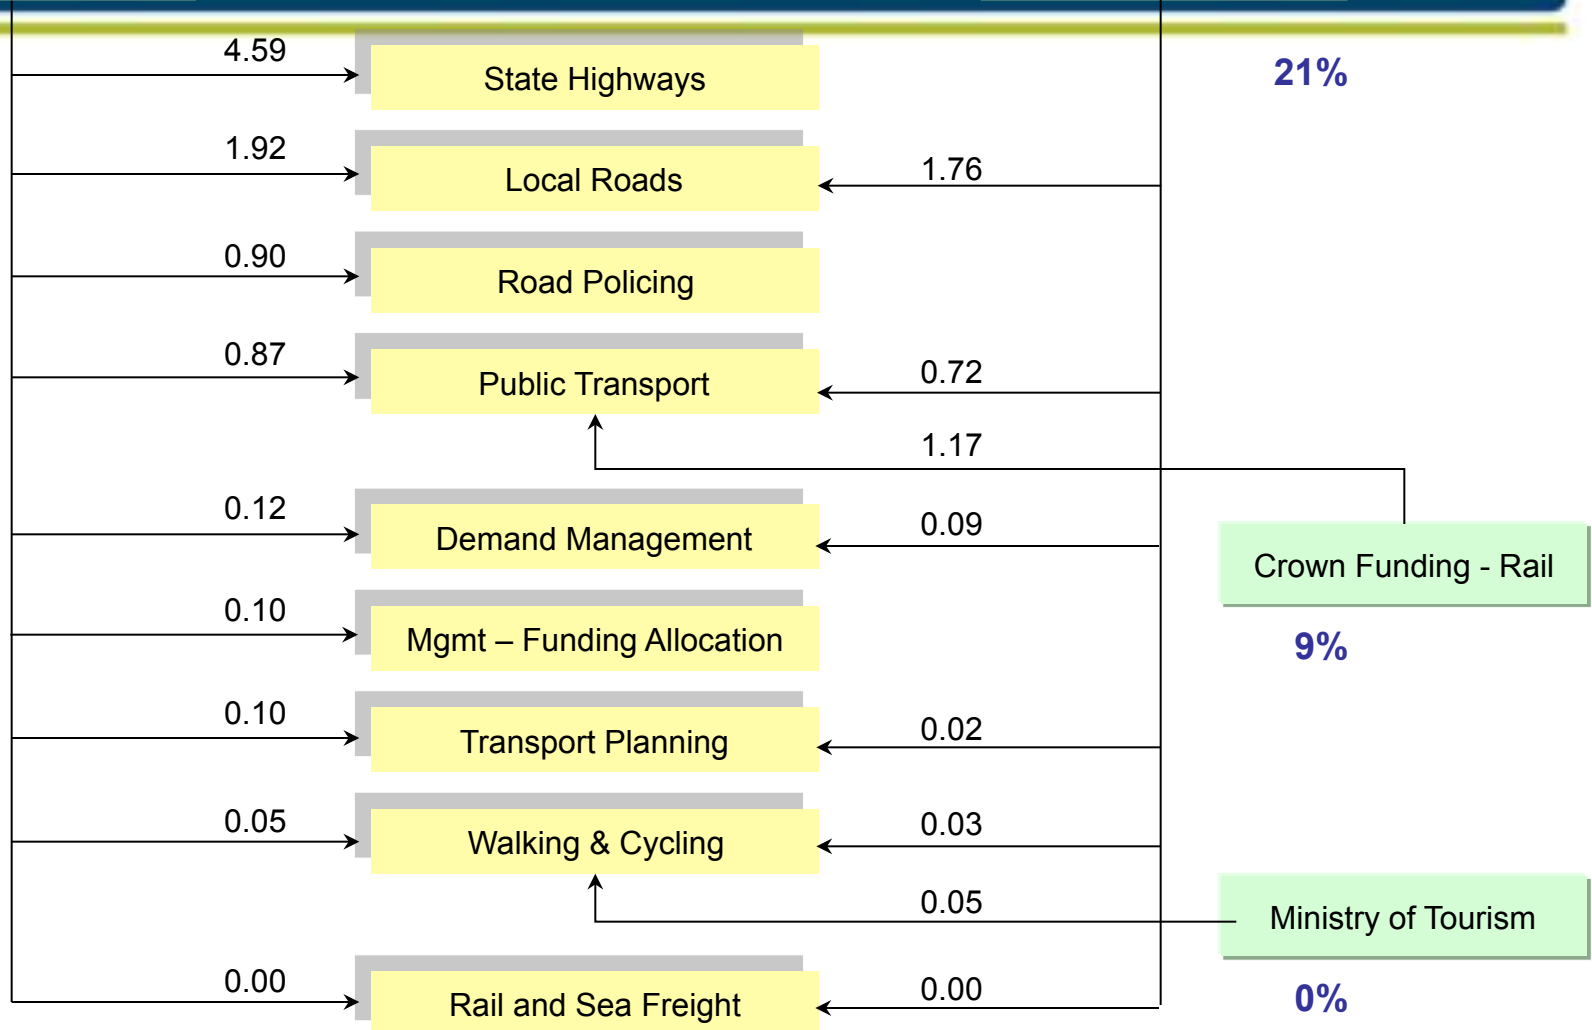 4.59
State Highways
21%
1.92
Local Roads
1.76
0.90
Road Policing
0.87
Public Transport
0.72
1.17
0.12
Demand Management
0.09
Crown Funding - Rail
0.10
Mgmt – Funding Allocation
9%
0.10
Transport Planning
0.02
0.05
Walking & Cycling
0.03
0.05
Ministry of Tourism
0.00
Rail and Sea Freight
0.00
0%